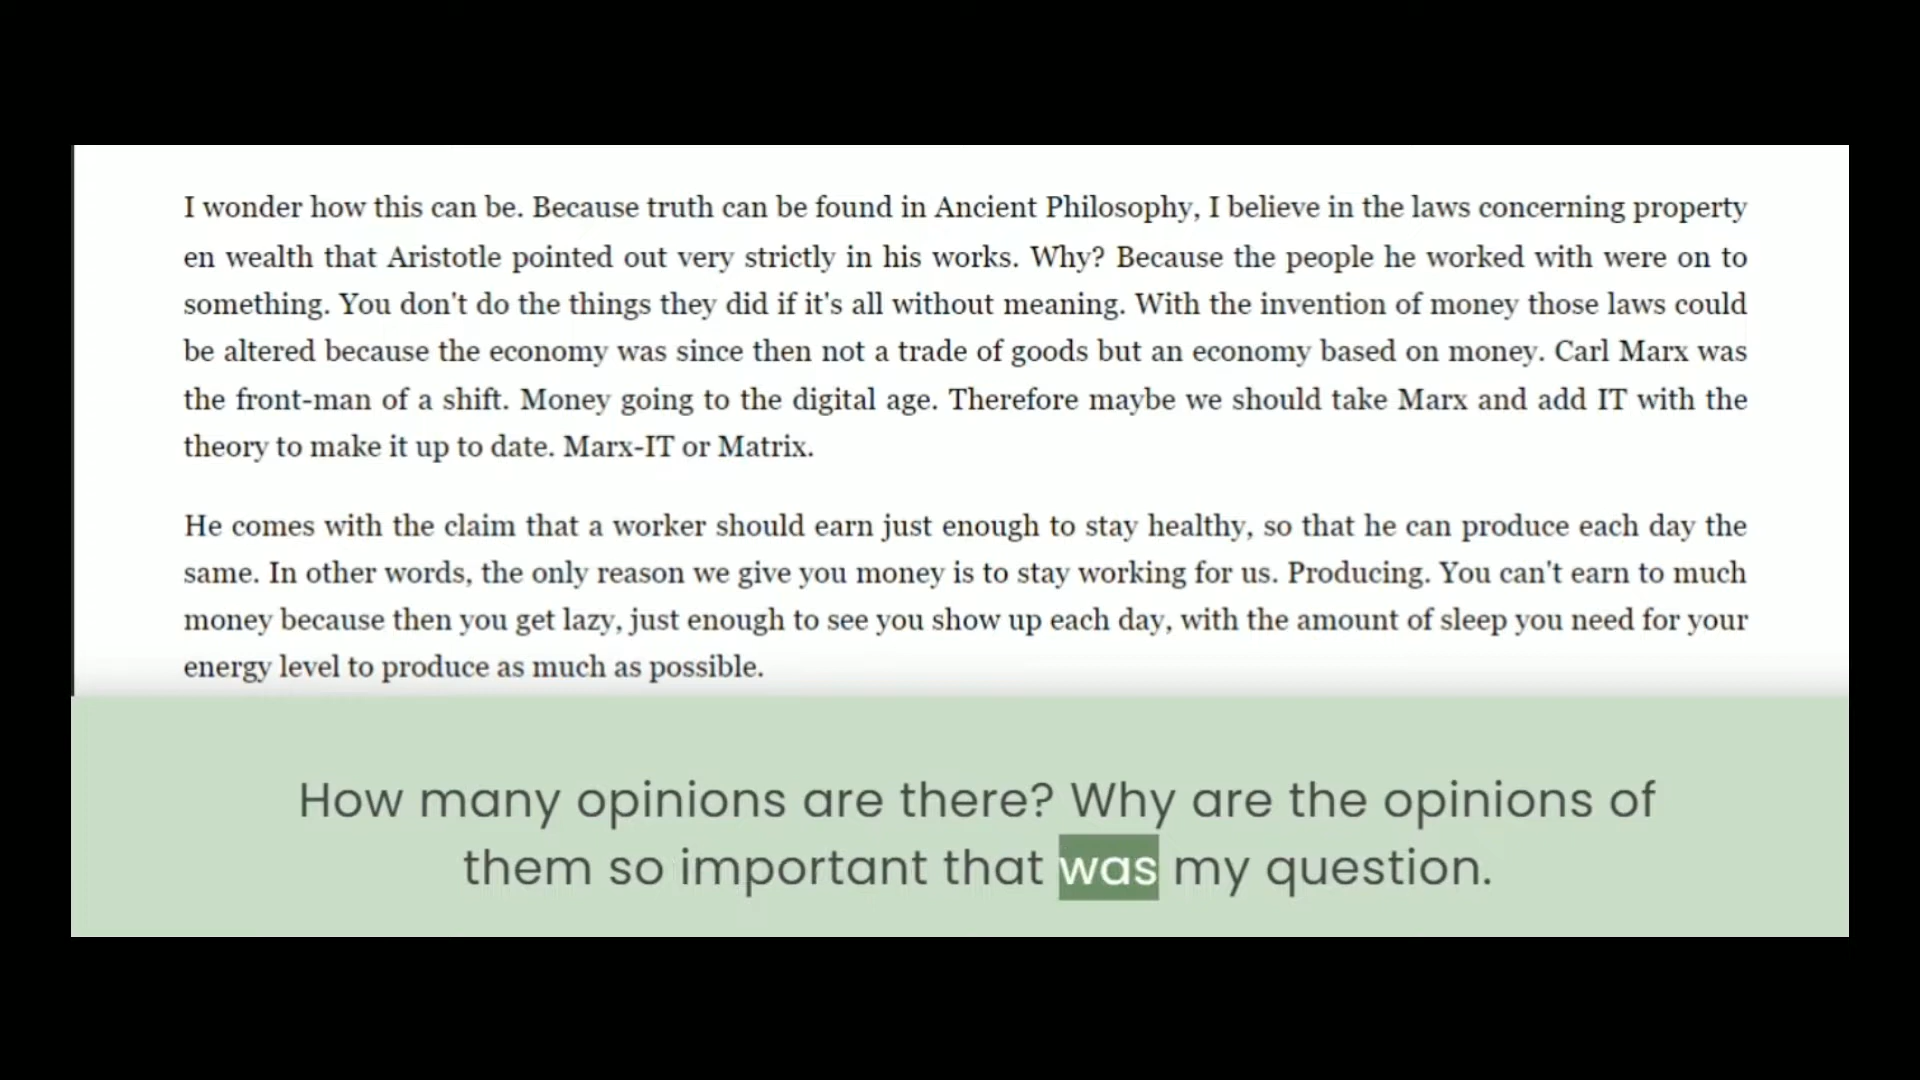 I wonder how this can be. Because truth can be found in Ancient Philosophy, I believe in the laws concerning property
en wealth that Aristotle pointed out very strictly in his works. Why? Because the people he worked with were on to
something. You don't do the things they did if it's all without meaning. With the invention of money those laws could
be altered because the economy was since then not a trade of goods but an economy based on money. Carl Marx was
the front-man of a shift. Money going to the digital age. Therefore maybe we should take Marx and add IT with the
theory to make it up to date. Marx-IT or Matrix.
He comes with the claim that a worker should earn just enough to stay healthy, so that he can produce each day the
same. In other words, the only reason we give you money is to stay working for us. Producing. You can't earn to much
money because then you get lazy, just enough to see you show up each day, with the amount of sleep you need for your
energy level to produce as much as possible.
How many opinions are there? Why are the opinions of
them so important that was my question.